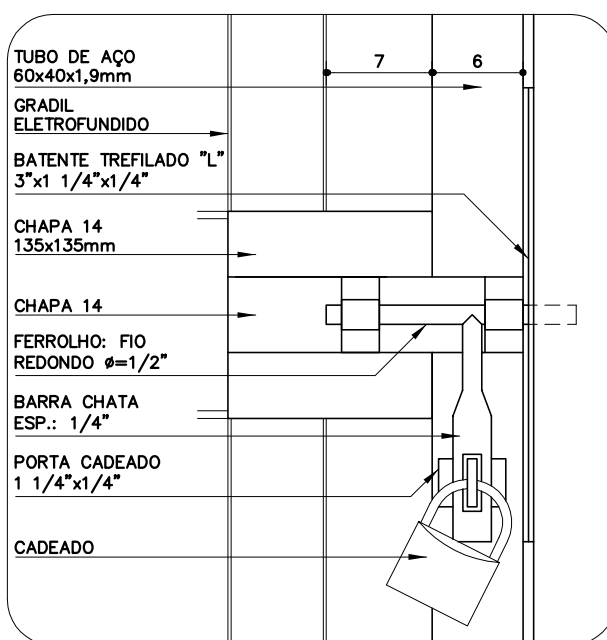 TUBO DE AÇO
60x40x1,9mm
7
6
GRADIL
ELETROFUNDIDO
BATENTE TREFILADO "L"
3"x1 1/4"x1/4"
CHAPA 14
135x135mm
CHAPA 14
FERROLHO: FIO
REDONDO ø=1/2"
BARRA CHATA
ESP.: 1/4"
PORTA CADEADO
1 1/4"x1/4"
CADEADO